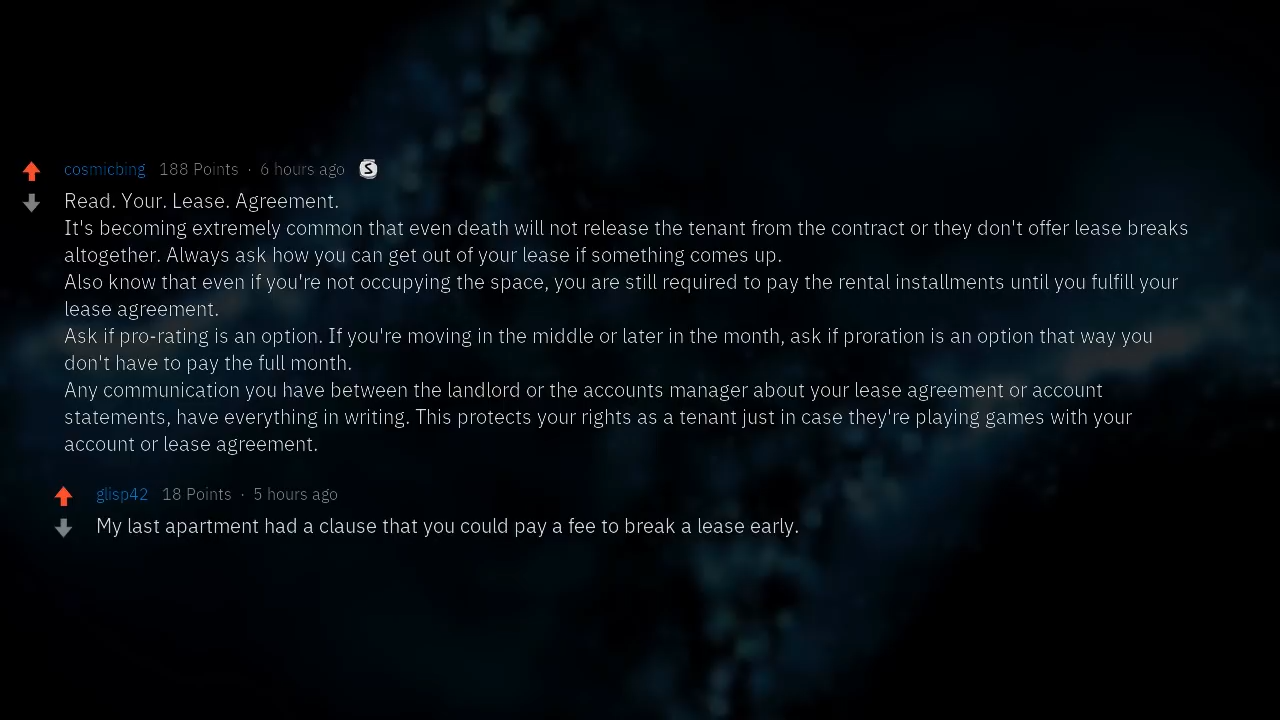 cosmicbing 188 Points · 6 hours ago
Read. Your. Lease. Agreement.
It's becoming extremely common that even death will not release the tenant from the contract or they don't offer lease breaks
altogether. Always ask how you can get out of your lease if something comes up.
Also know that even if you're not occupying the space, you are still required to pay the rental installments until you fulfill your
lease agreement.
Ask if pro-rating is an option. If you're moving in the middle or later in the month, ask if proration is an option that way you
don't have to pay the full month.
Any communication you have between the landlord or the accounts manager about your lease agreement or account
statements, have everything in writing. This protects your rights as a tenant just in case they're playing games with your
account or lease agreement.
glisp42 18 Points · 5 hours ago
My last apartment had a clause that you could pay a fee to break a lease early.